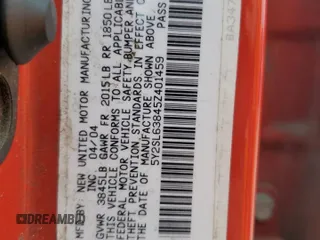 MFD BY NEW UNITED MOTOR MANUFACTURING
INC 04/04
GVWR 3845LB GAWR FR 2015LB RR 1850LB
THIS VEHICLE CONFORMS TO ALL APPLICABLE
FEDERAL MOTOR VEHICLE SAFETY BUMPER AND
THEFT PREVENTION STANDARDS IN EFFECT O
THE DATE OF MANUFACTURE SHOWN ABOVE
5Y2SL63845Z401459 PASS
DREAMBID